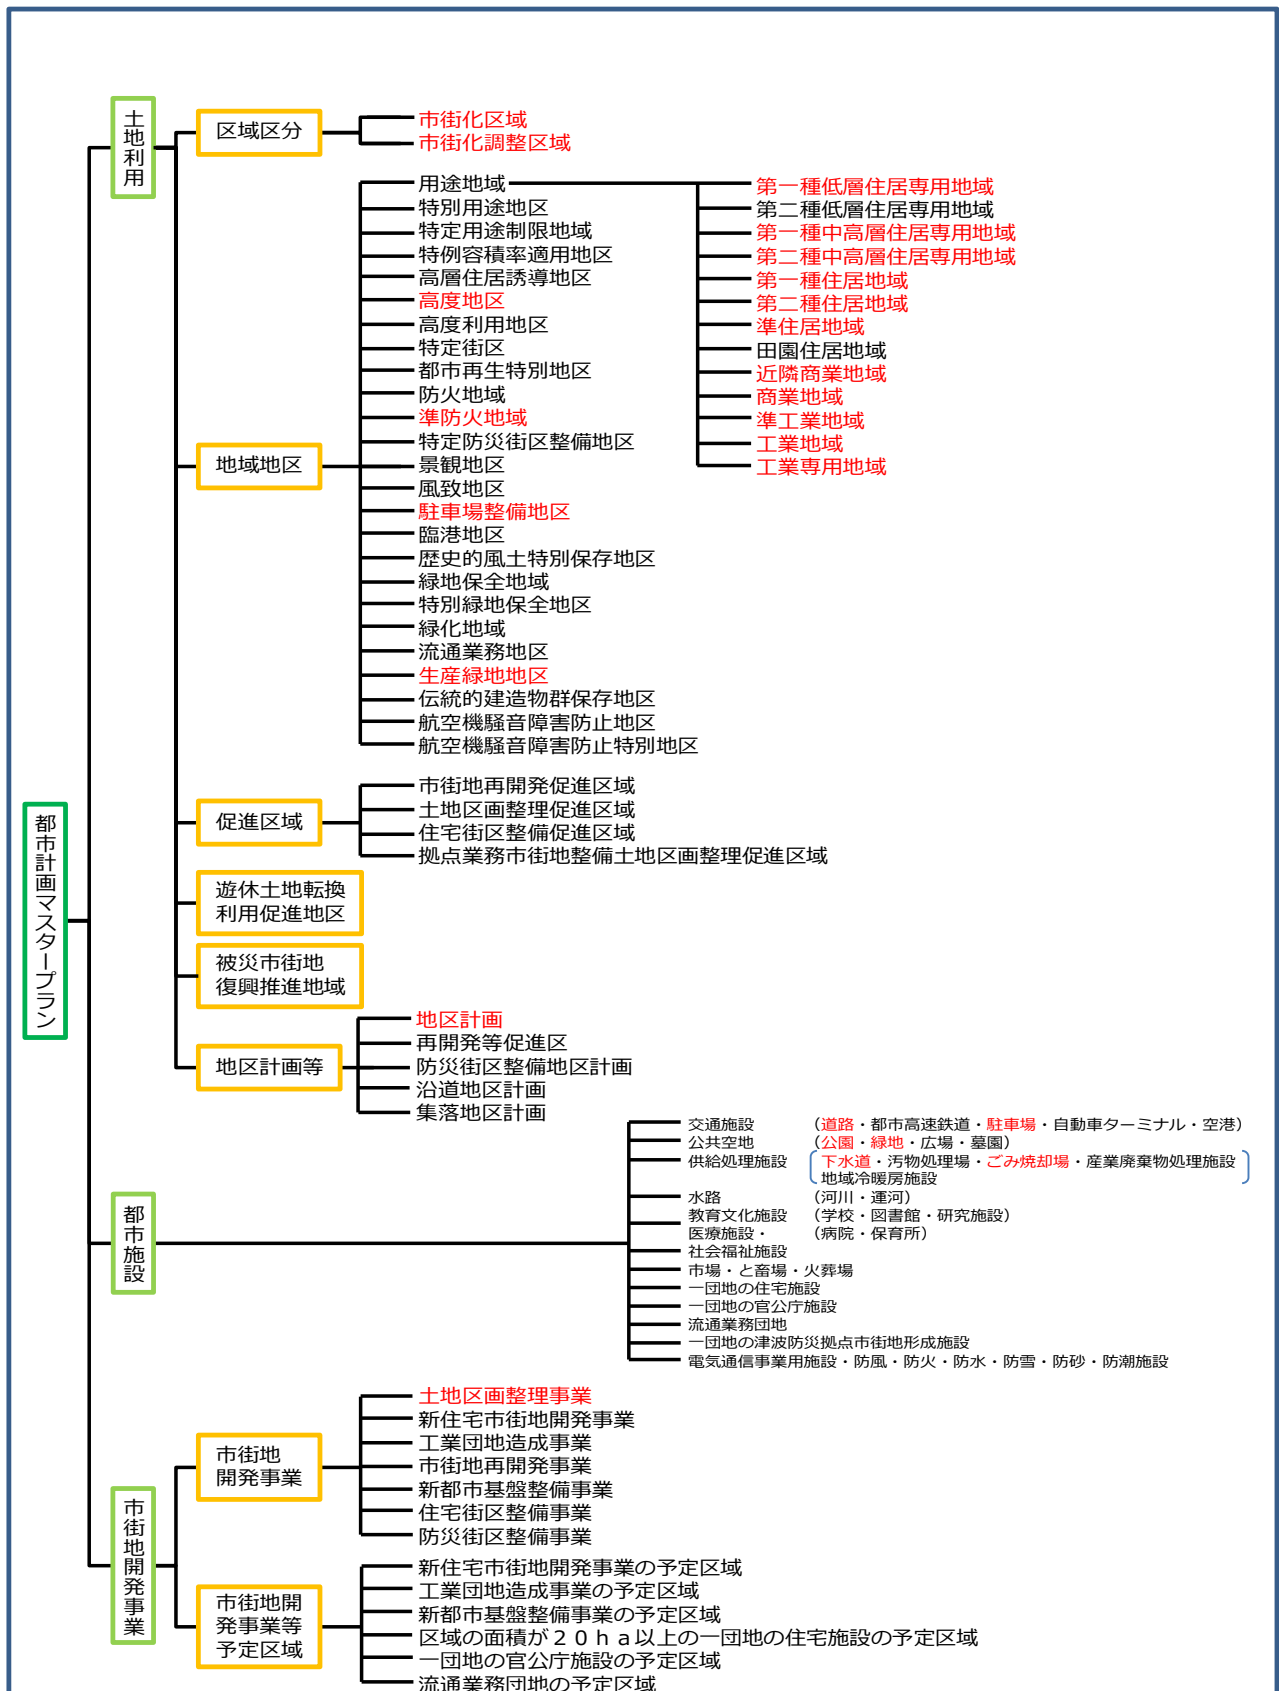 都市計画マスタープラン
土地利用
区域区分
市街化区域
市街化調整区域
地域地区
用途地域
特別用途地区
特定用途制限地域
特例容積率適用地区
高層住居誘導地区
高度地区
高度利用地区
特定街区
都市再生特別地区
防火地域
準防火地域
特定防災街区整備地区
景観地区
風致地区
駐車場整備地区
臨港地区
歴史的風土特別保存地区
緑地保全地域
特別緑地保全地区
緑化地域
流通業務地区
生産緑地地区
伝統的建造物群保存地区
航空機騒音障害防止地区
航空機騒音障害防止特別地区
第一種低層住居専用地域
第二種低層住居専用地域
第一種中高層住居専用地域
第二種中高層住居専用地域
第一種住居地域
第二種住居地域
準住居地域
田園住居地域
近隣商業地域
商業地域
準工業地域
工業地域
工業専用地域
促進区域
市街地再開発促進区域
土地区画整理促進区域
住宅街区整備促進区域
拠点業務市街地整備土地区画整理促進区域
遊休土地転換
利用促進地区
被災市街地
復興推進地域
地区計画等
地区計画
再開発等促進区
防災街区整備地区計画
沿道地区計画
集落地区計画
都市施設
交通施設 （道路・都市高速鉄道・駐車場・自動車ターミナル・空港）
公共空地 （公園・緑地・広場・墓園）
供給処理施設 下水道・汚物処理場・ごみ焼却場・産業廃棄物処理施設
地域冷暖房施設
水路 （河川・運河）
教育文化施設 （学校・図書館・研究施設）
医療施設・ （病院・保育所）
社会福祉施設
市場・と畜場・火葬場
一団地の住宅施設
一団地の官公庁施設
流通業務団地
一団地の津波防災拠点市街地形成施設
電気通信事業用施設・防風・防火・防水・防雪・防砂・防潮施設
市街地開発事業
市街地
開発事業
土地区画整理事業
新住宅市街地開発事業
工業団地造成事業
市街地再開発事業
新都市基盤整備事業
住宅街区整備事業
防災街区整備事業
市街地開
発事業等
予定区域
新住宅市街地開発事業の予定区域
工業団地造成事業の予定区域
新都市基盤整備事業の予定区域
区域の面積が２０ｈａ以上の一団地の住宅施設の予定区域
一団地の官公庁施設の予定区域
流通業務団地の予定区域